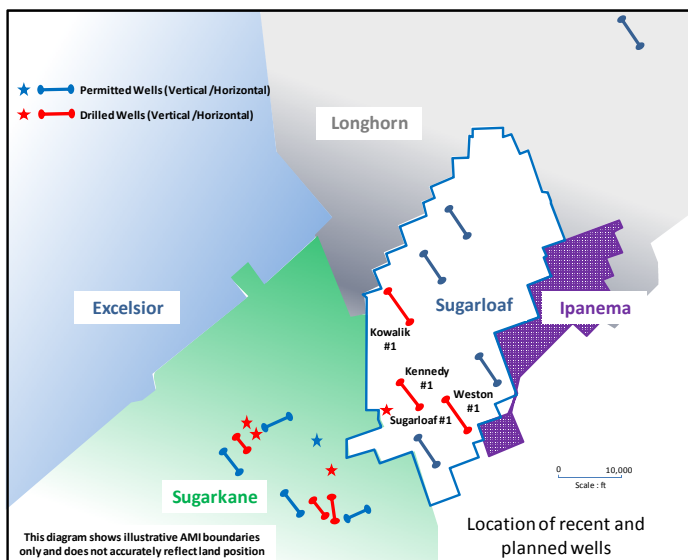 Permitted Wells (Vertical /Horizontal)
Drilled Wells (Vertical/Horizontal)
Longhorn
Excelsior
Sugarloaf
Ipanema
Kowalik
#1
Kennedy
#1
Weston
#1
Sugarloaf #1
Sugarkane
0
10,000
Scale : ft
This diagram shows illustrative AMI boundaries
only and does not accurately reflect land position
Location of recent and
planned wells